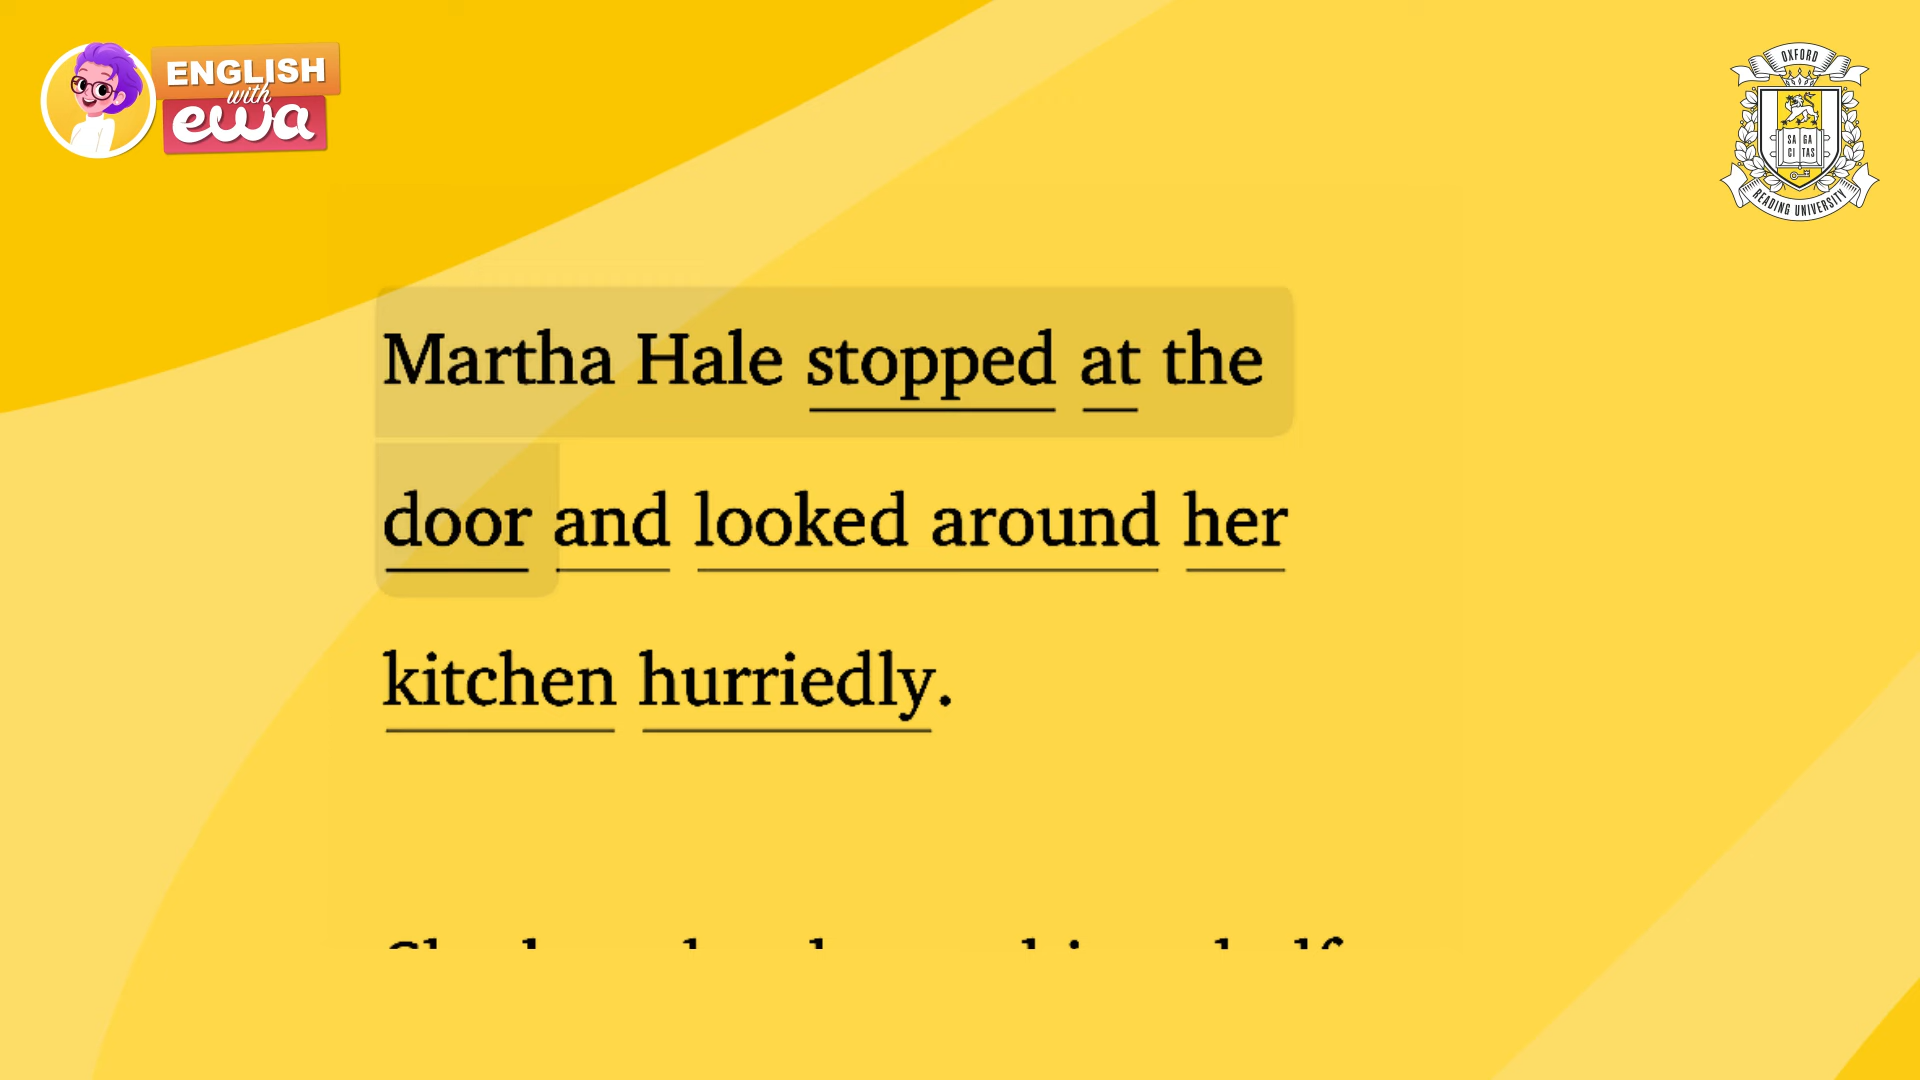 ENGLISH
with
ewa
OXFORD
SA GA
CI TAS
READING UNIVERSITY
Martha Hale stopped at the
door and looked around her
kitchen hurriedly.